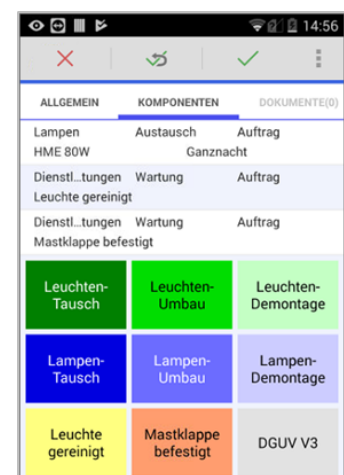 14:56
ALLGEMEIN KOMPONENTEN DOKUMENTE(0)
Lampen Austausch Auftrag
HME 80W Ganznacht
Dienstl...tungen Wartung Auftrag
Leuchte gereinigt
Dienstl...tungen Wartung Auftrag
Mastklappe befestigt
Leuchten- Leuchten- Leuchten-
Tausch Umbau Demontage
Lampen- Lampen- Lampen-
Tausch Umbau Demontage
Leuchte Mastklappe DGUV V3
gereinigt befestigt